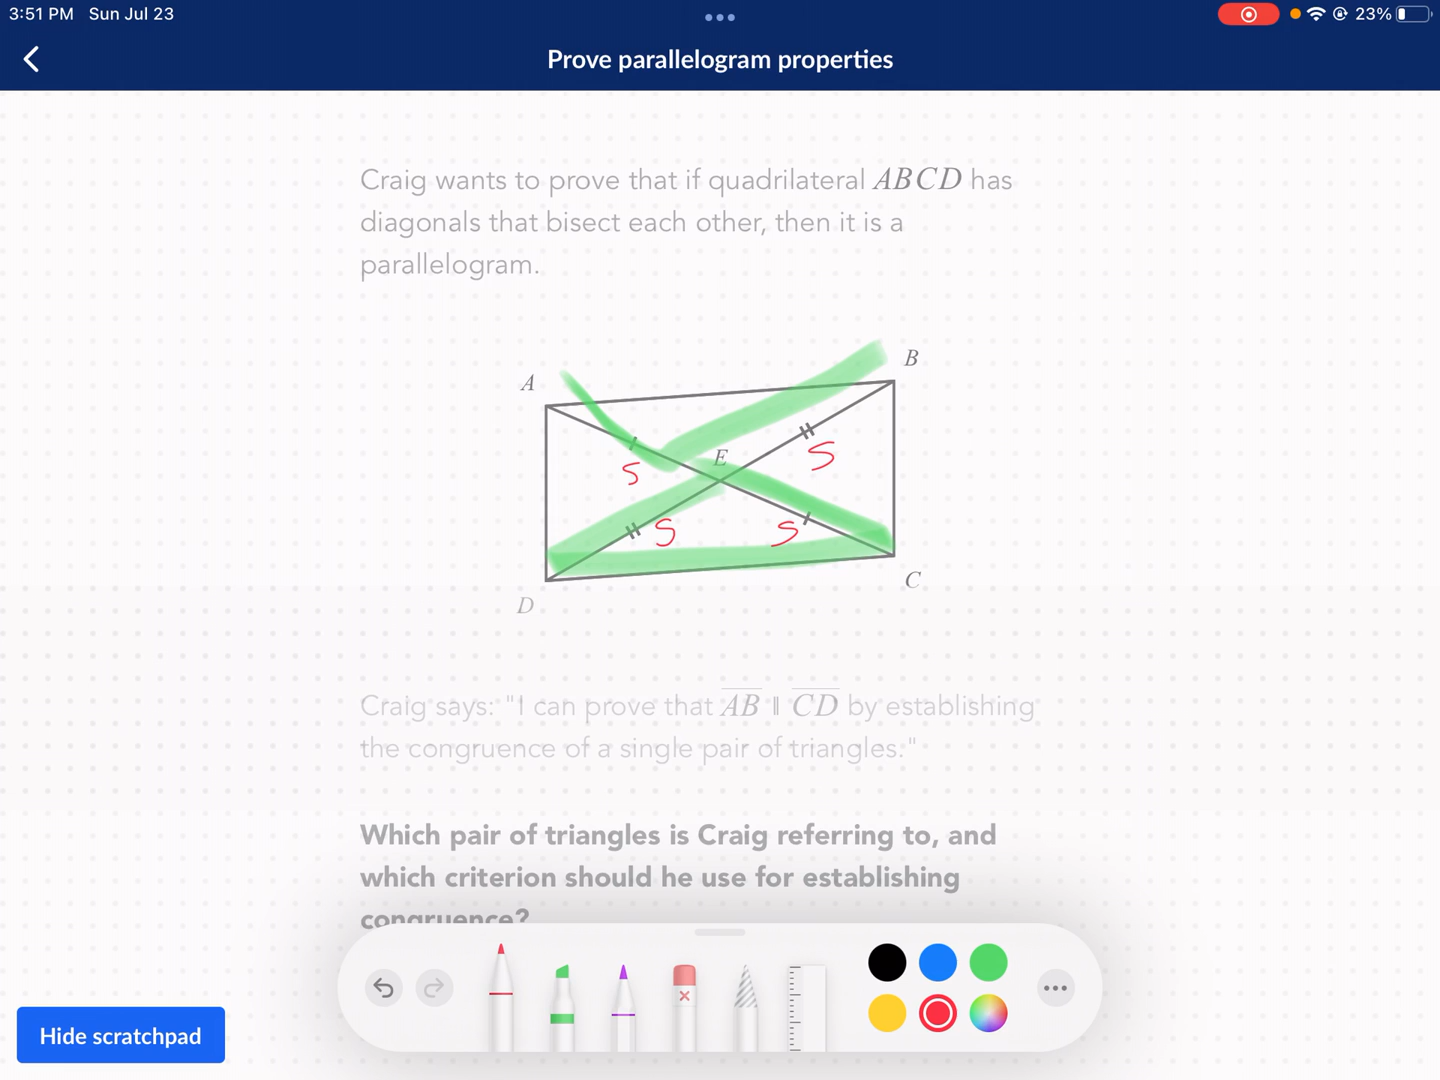 3:51 PM Sun Jul 23
23%
Prove parallelogram properties
Craig wants to prove that if quadrilateral ABCD has
diagonals that bisect each other, then it is a
parallelogram.
B
A
E
S
S
S
S
C
D
Craig says: "I can prove that AB ∥ CD by establishing
the congruence of a single pair of triangles."
Which pair of triangles is Craig referring to, and
which criterion should he use for establishing
congruence?
Hide scratchpad